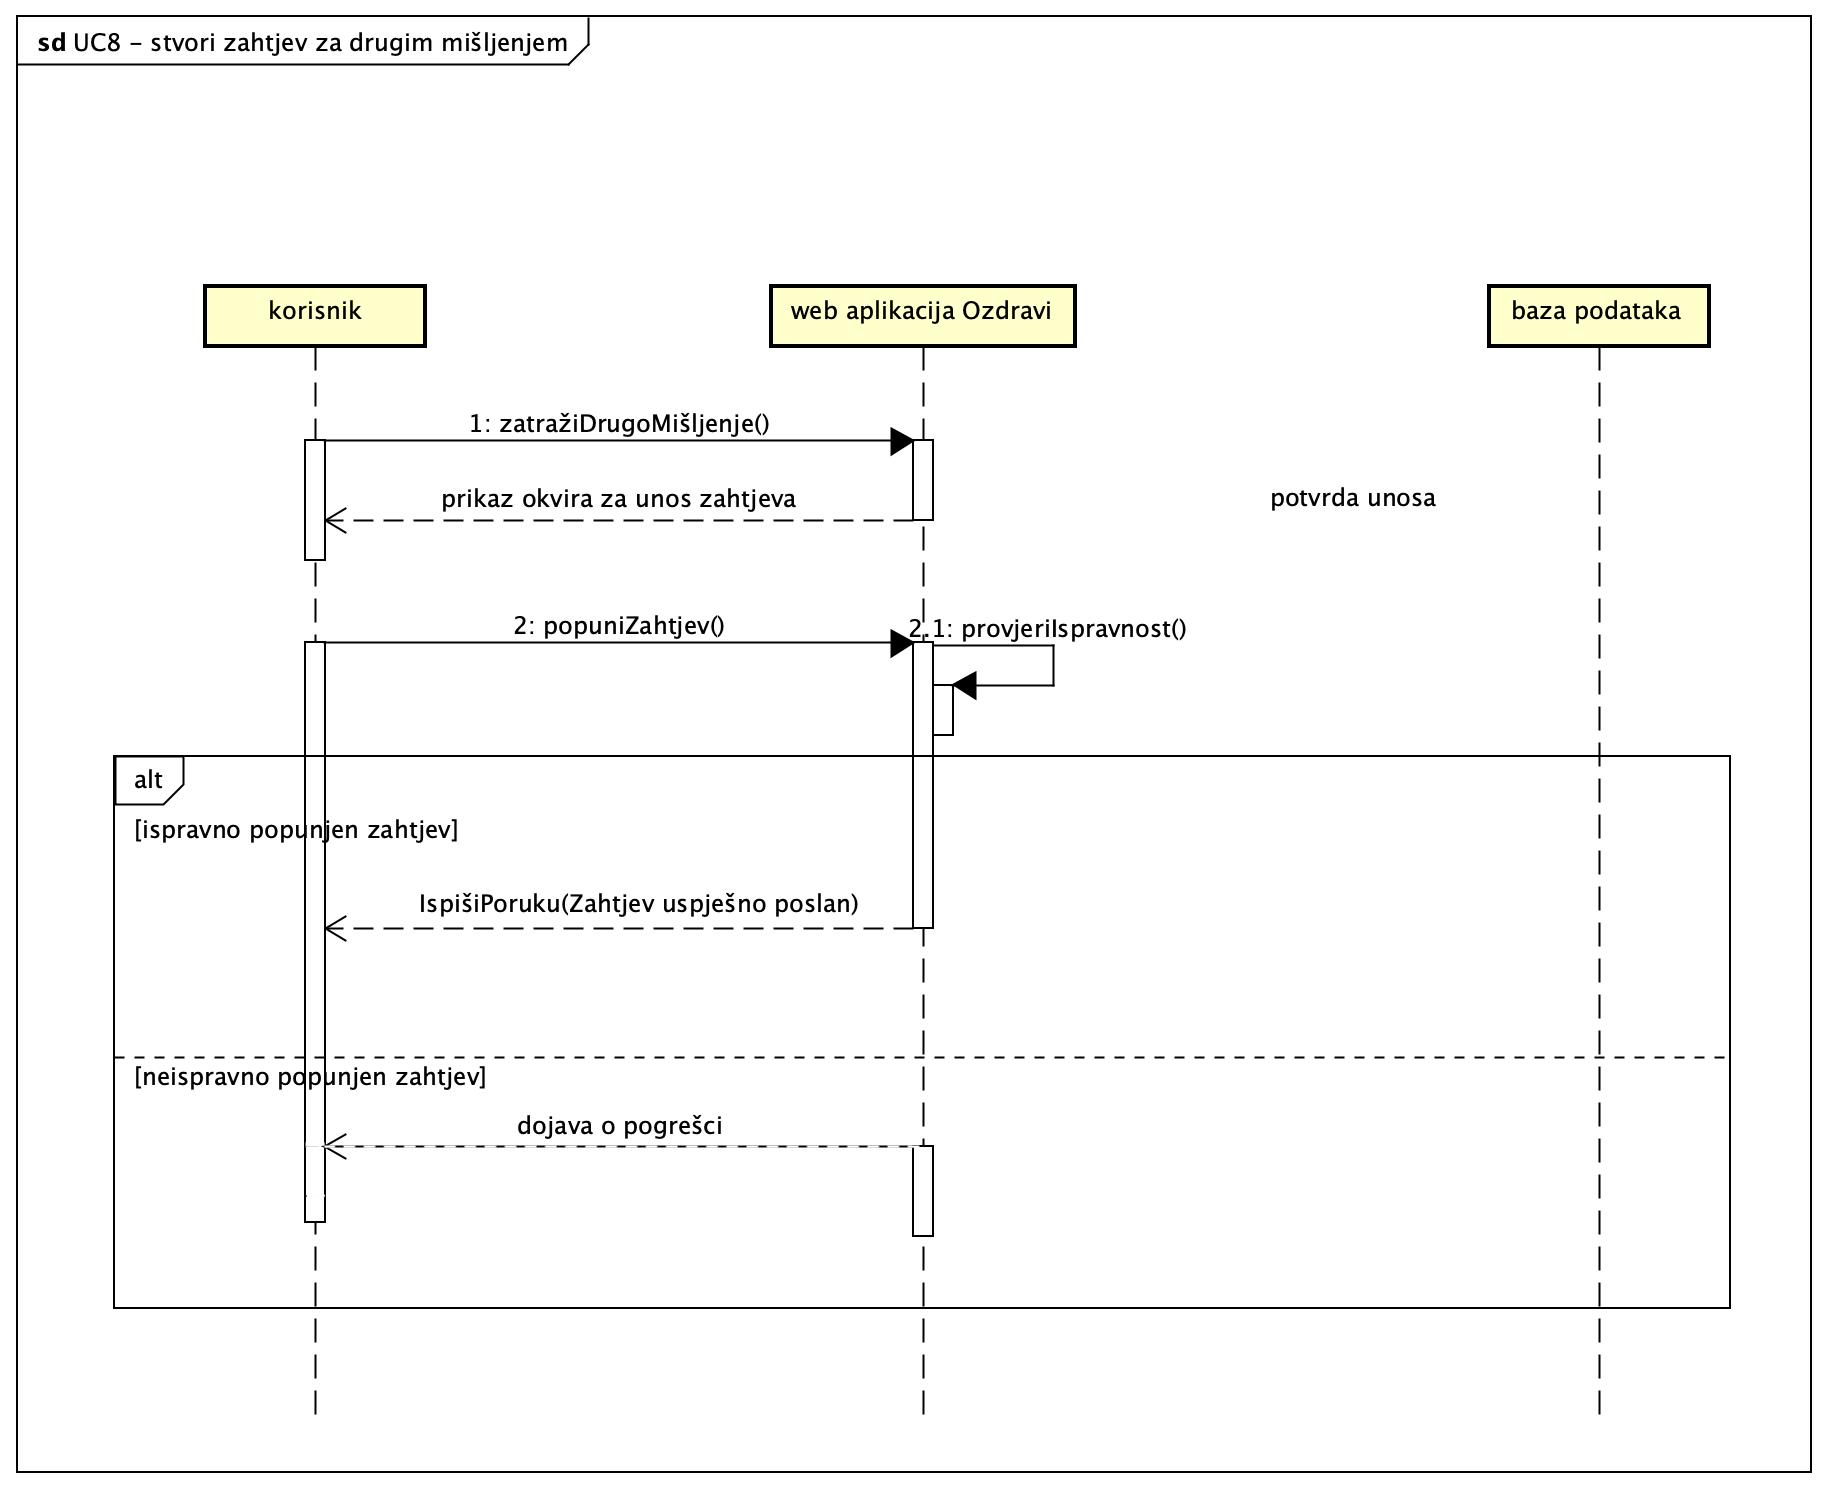 sd UC8 – stvori zahtjev za drugim mišljenjem
korisnik
web aplikacija Ozdravi
baza podataka
1: zatražiDrugoMišljenje()
prikaz okvira za unos zahtjeva
potvrda unosa
2: popuniZahtjev()
2.1: provjeriIspravnost()
alt
[ispravno popunjen zahtjev]
IspišiPoruku(Zahtjev uspješno poslan)
[neispravno popunjen zahtjev]
dojava o pogrešci